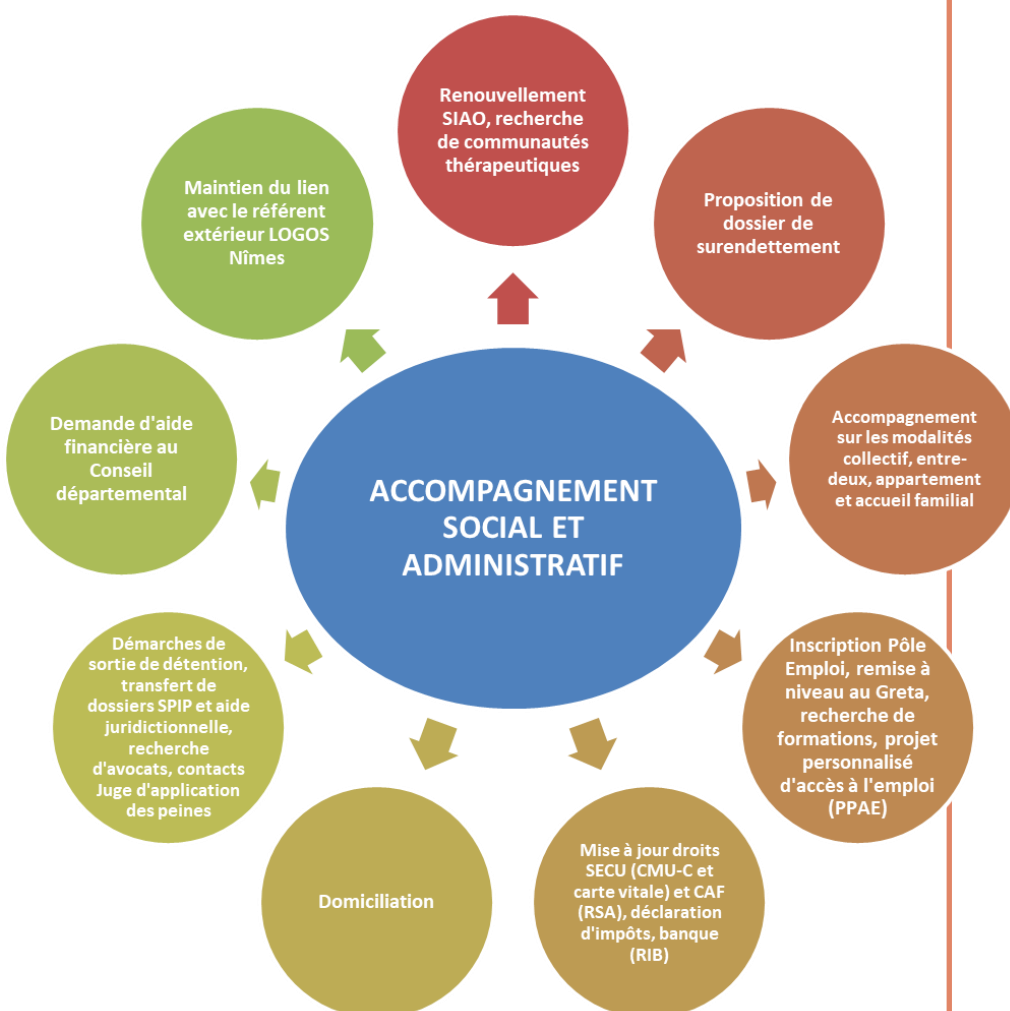 Renouvellement
SIAO, recherche
de communautés
thérapeutiques
Proposition de
dossier de
surendettement
Accompagnement
sur les modalités
collectif, entre-
deux, appartement
et accueil familial
Inscription Pôle
Emploi, remise à
niveau au Greta,
recherche de
formations, projet
personnalisé
d'accès à l'emploi
(PPAE)
Mise à jour droits
SECU (CMU-C et
carte vitale) et CAF
(RSA), déclaration
d'impôts, banque
(RIB)
Domiciliation
Démarches de
sortie de détention,
transfert de
dossiers SPIP et aide
juridictionnelle,
recherche
d'avocats, contacts
Juge d'application
des peines
Demande d'aide
financière au
Conseil
départemental
Maintien du lien
avec le référent
extérieur LOGOS
Nîmes
ACCOMPAGNEMENT
SOCIAL ET
ADMINISTRATIF